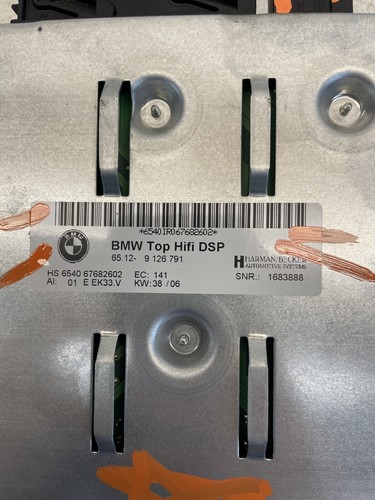 *6540IR067682602*
BMW
BMW Top Hifi DSP
65.12- 9 126 791
HARMAN/BECKER
AUTOMOTIVE SYSTEMS
HS 6540 67682602 EC: 141 SNR.: 1683888
AI: 01 E EK33.V KW: 38 / 06